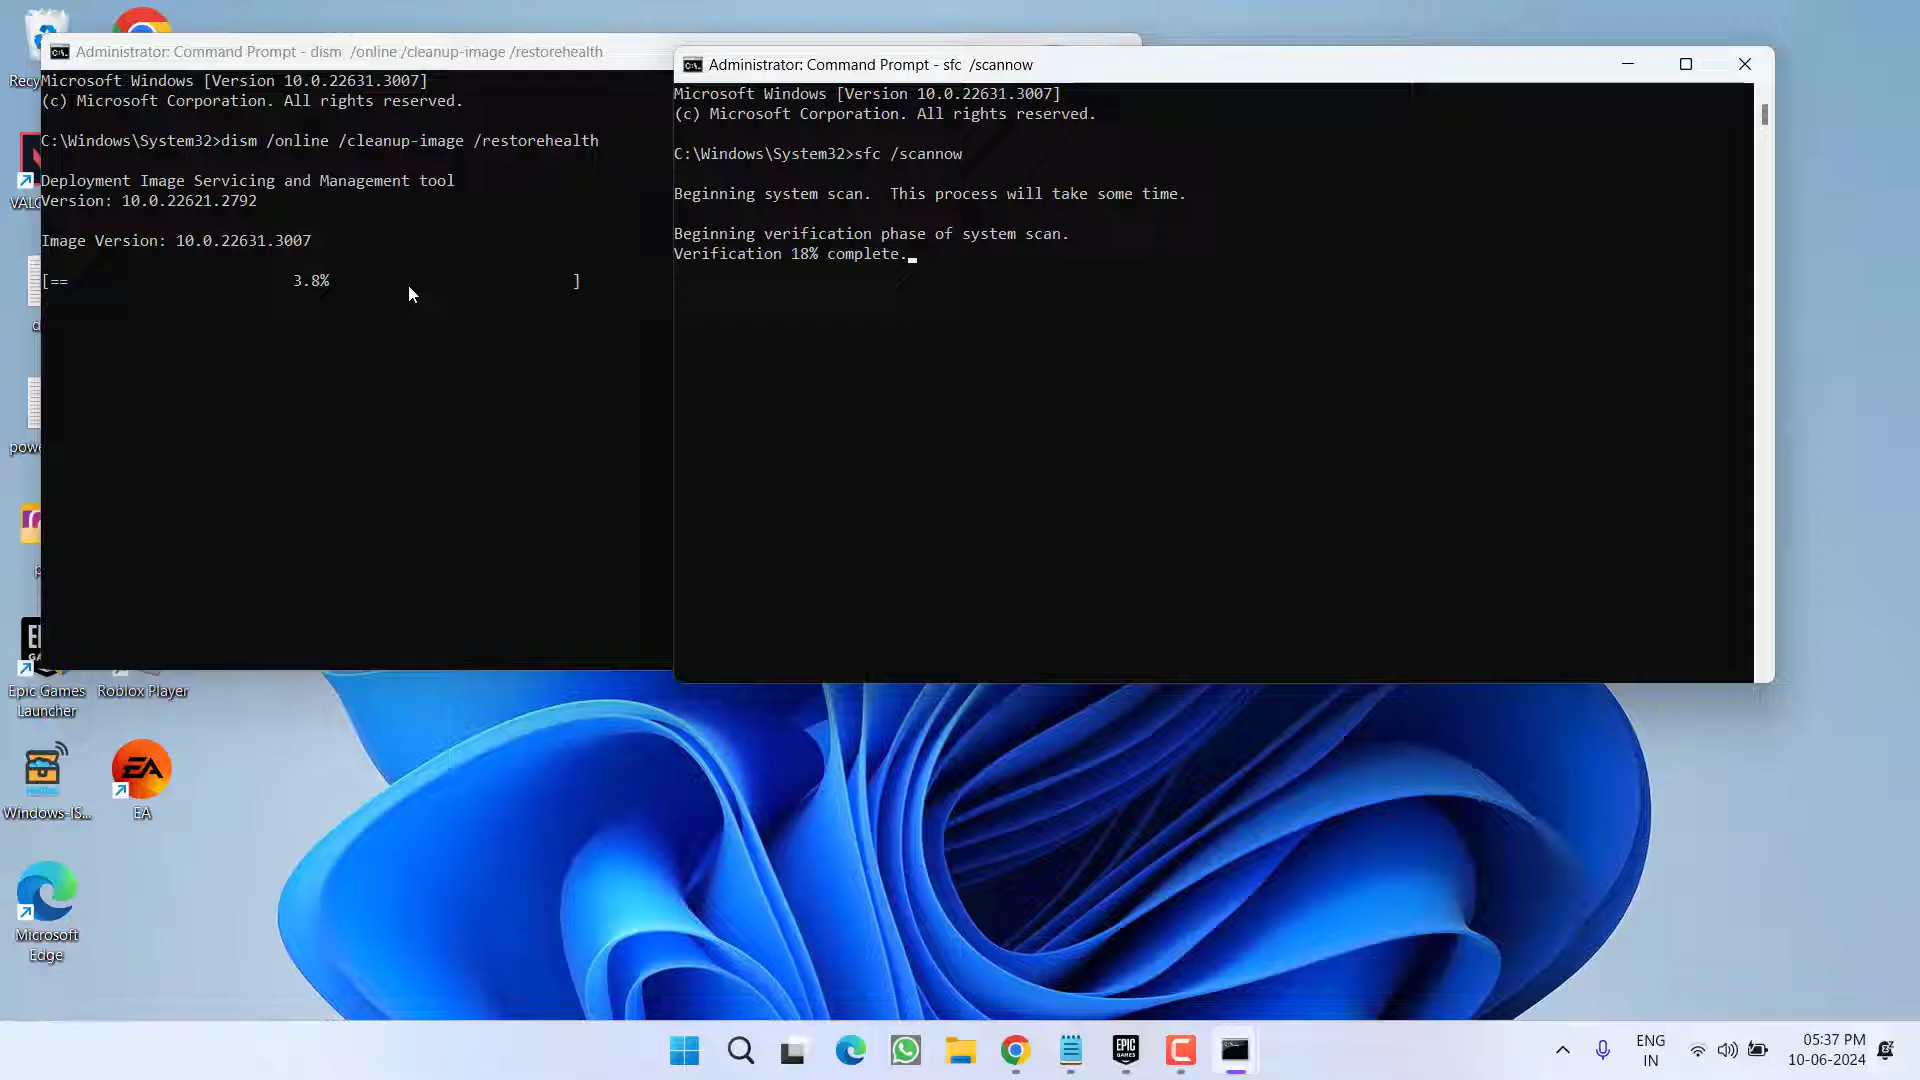 Administrator: Command Prompt - dism  /online /cleanup-image /restorehealth
Microsoft Windows [Version 10.0.22631.3007]
(c) Microsoft Corporation. All rights reserved.
C:\Windows\System32>dism /online /cleanup-image /restorehealth
Deployment Image Servicing and Management tool
Version: 10.0.22621.2792
Image Version: 10.0.22631.3007
[==                           3.8%                           ]
Administrator: Command Prompt - sfc  /scannow
Microsoft Windows [Version 10.0.22631.3007]
(c) Microsoft Corporation. All rights reserved.
C:\Windows\System32>sfc /scannow
Beginning system scan.  This process will take some time.
Beginning verification phase of system scan.
Verification 18% complete.
Recy
VALO
pow
Epic Games
Launcher
Roblox Player
Windows-IS...
EA
EA
Microsoft
Edge
EPIC
GAMES
ENG
IN
05:37 PM
10-06-2024